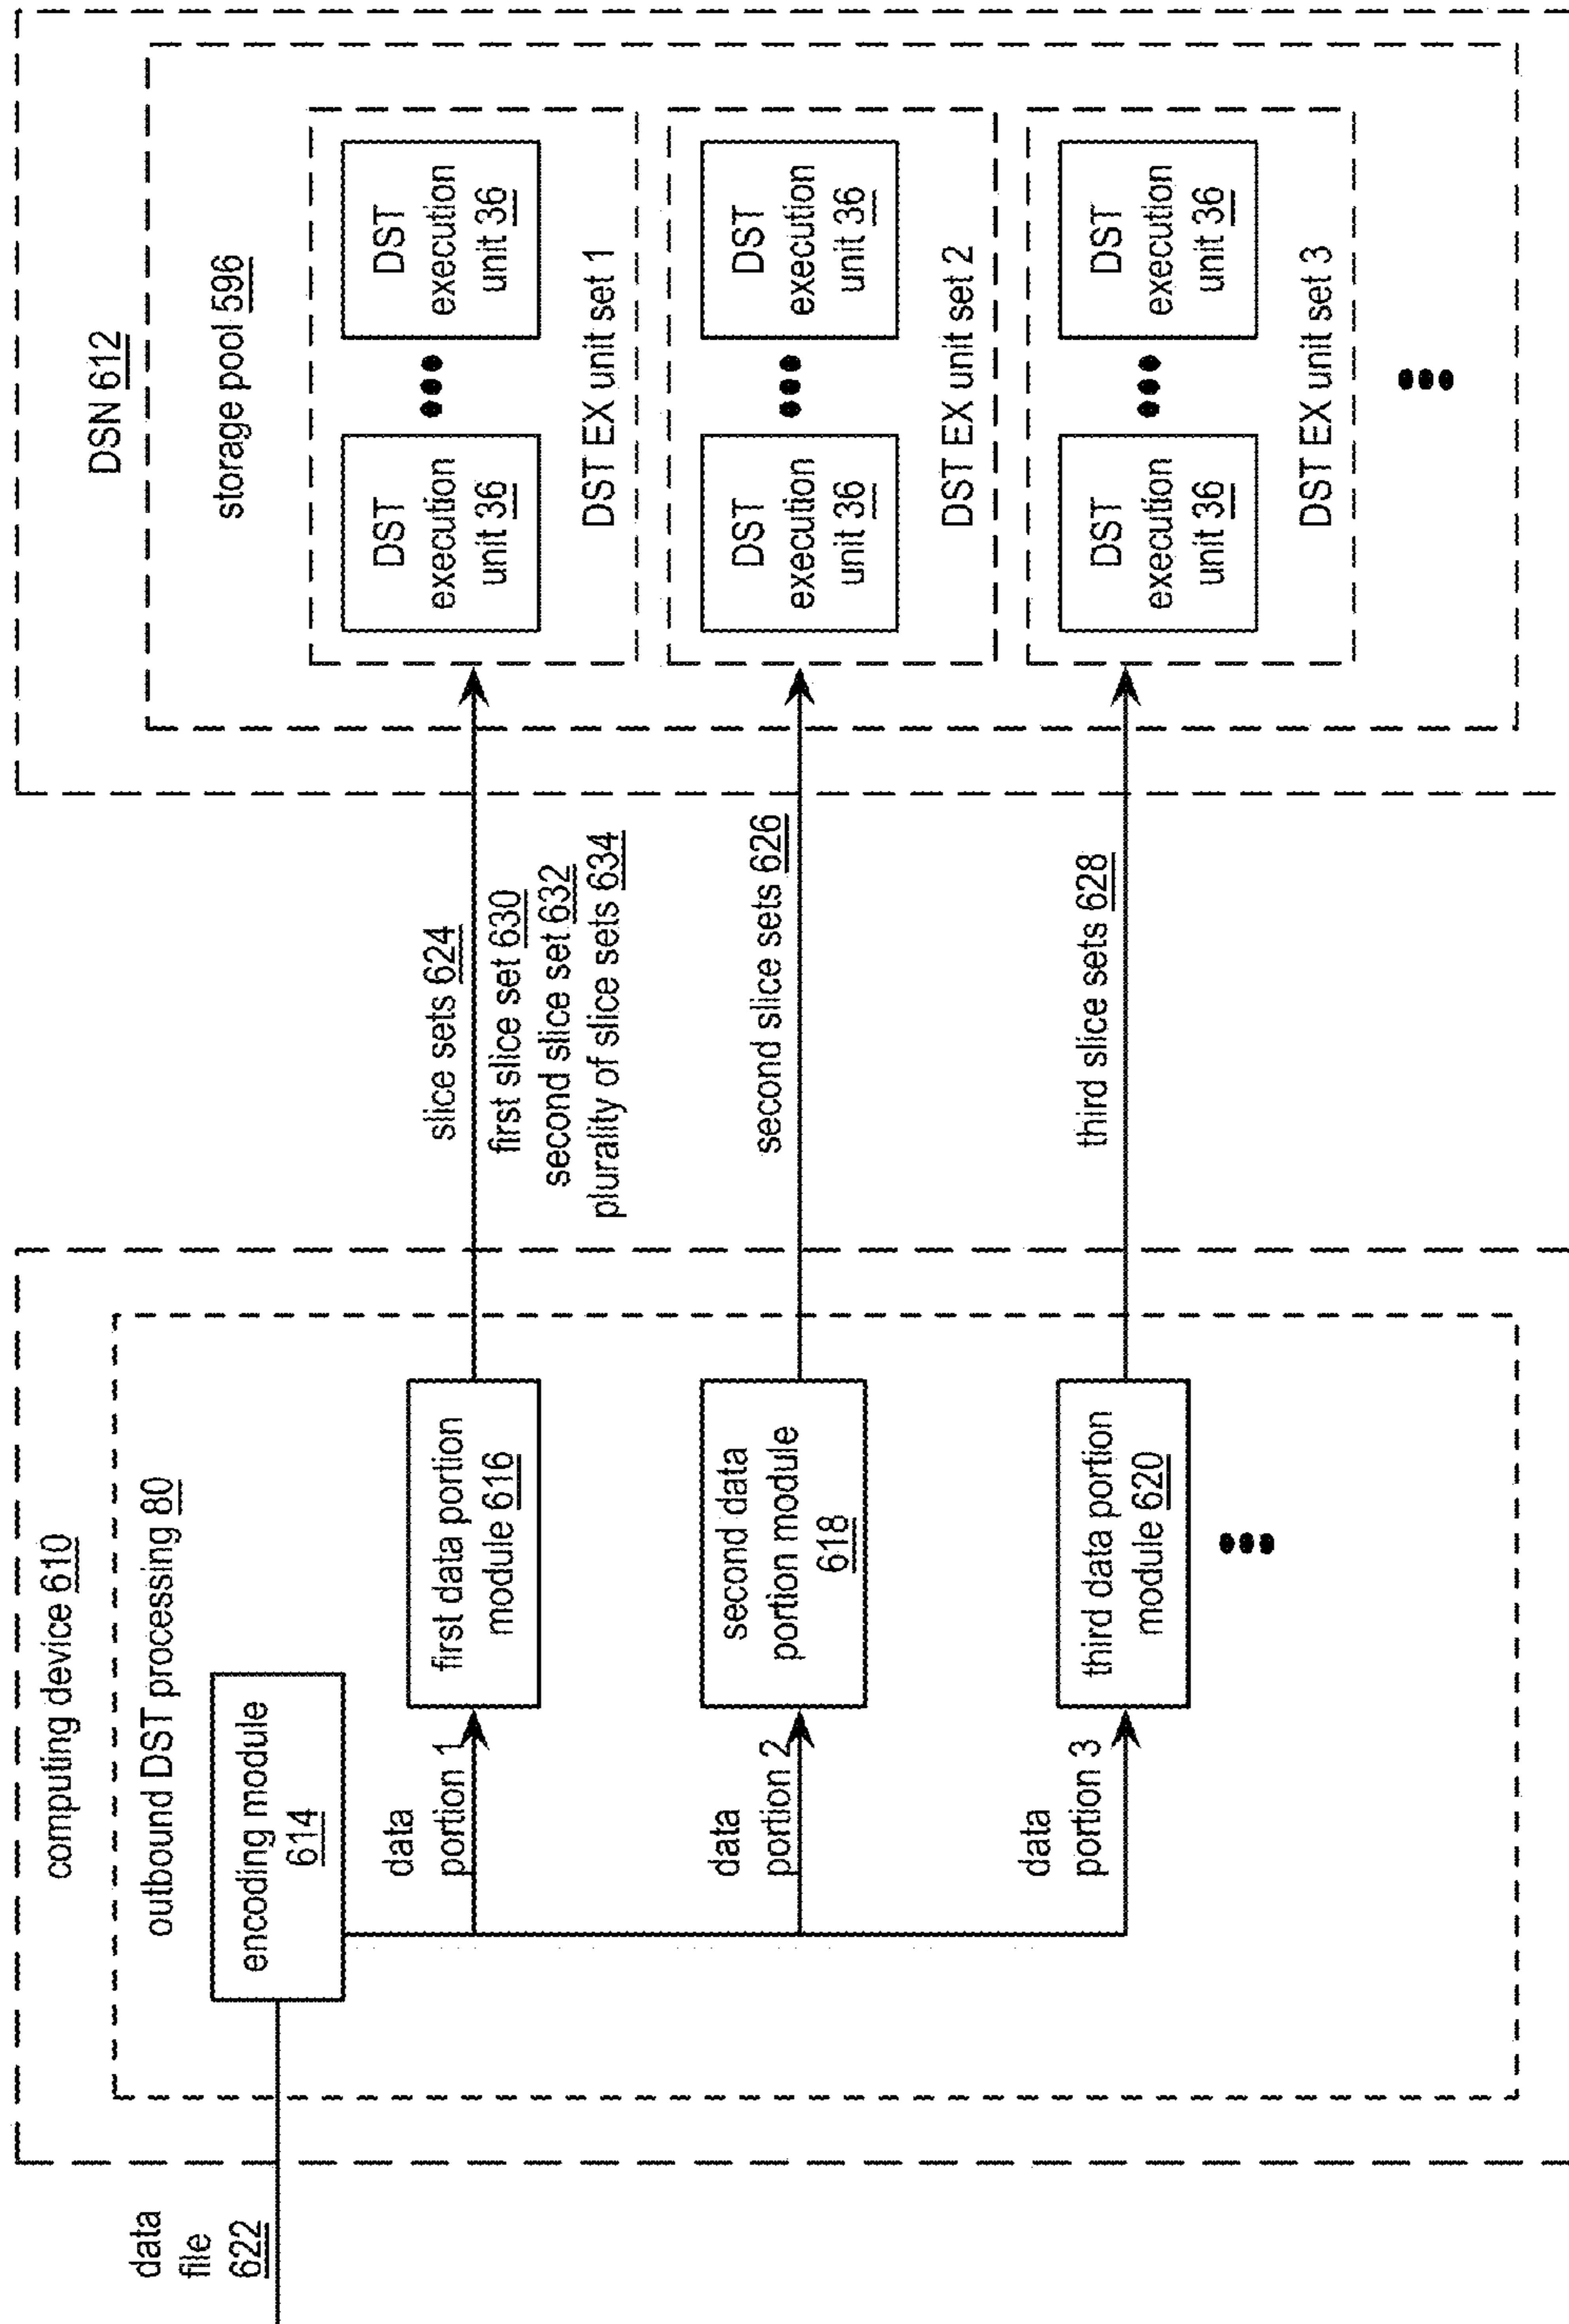 data
file
622
computing device 610
outbound DST processing 80
encoding module
614
data
portion 1
data
portion 2
data
portion 3
first data portion
module 616
second data
portion module
618
third data portion
module 620
slice sets 624
first slice set 630
second slice set 632
plurality of slice sets 634
second slice sets 626
third slice sets 628
DSN 612
storage pool 596
DST
execution
unit 36
DST
execution
unit 36
DST EX unit set 1
DST
execution
unit 36
DST
execution
unit 36
DST EX unit set 2
DST
execution
unit 36
DST
execution
unit 36
DST EX unit set 3